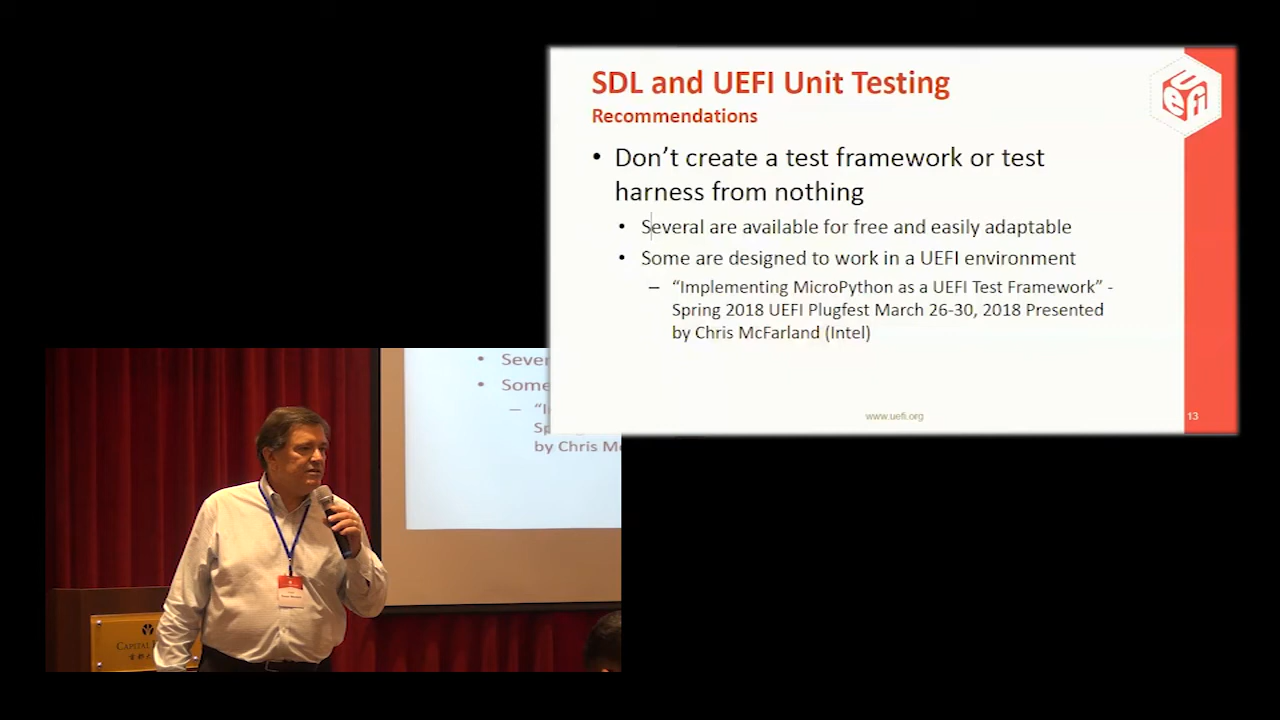 SDL and UEFI Unit Testing
Recommendations
• Don’t create a test framework or test
harness from nothing
• Several are available for free and easily adaptable
• Some are designed to work in a UEFI environment
– “Implementing MicroPython as a UEFI Test Framework” -
Spring 2018 UEFI Plugfest March 26-30, 2018 Presented
by Chris McFarland (Intel)
www.uefi.org
13
UEFI
• Sever
• Some
– “I
Sp
by Chris M
CAPITAL